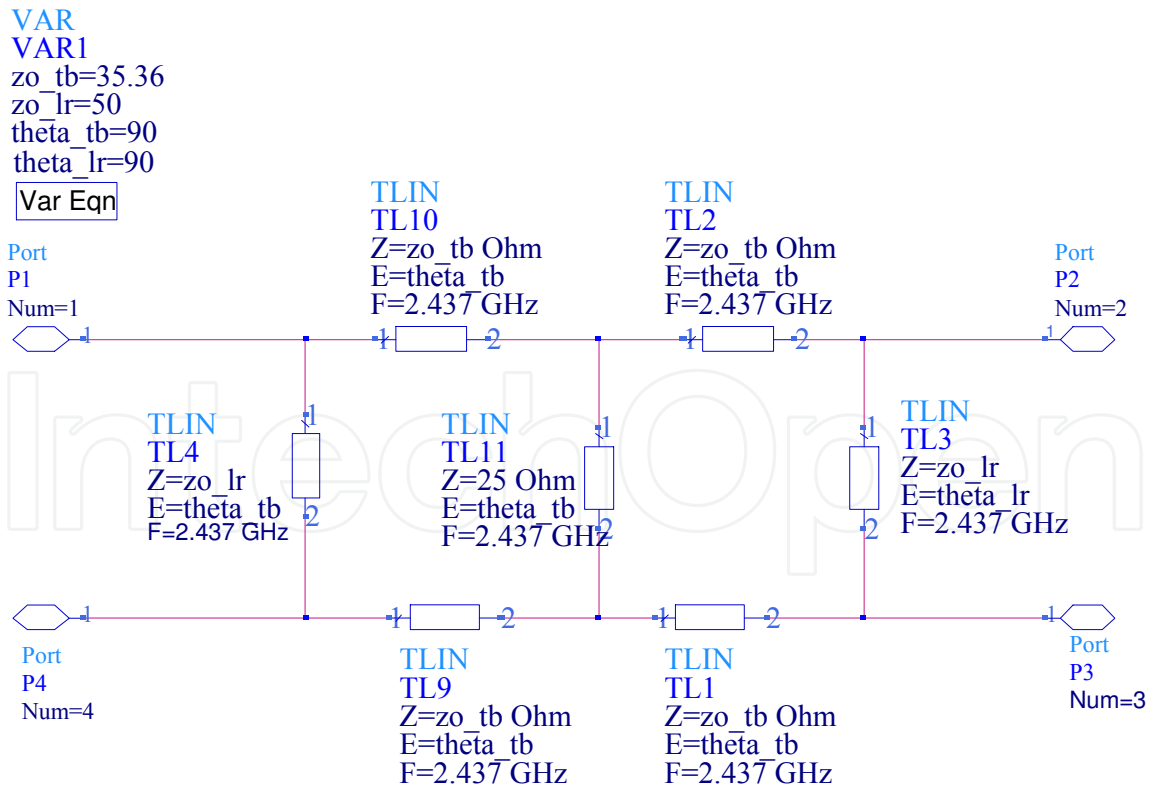 VAR
VAR1
zo_tb=35.36
zo_lr=50
theta_tb=90
theta_lr=90
Var Eqn
TLIN
TL10
Z=zo_tb Ohm
E=theta_tb
F=2.437 GHz
TLIN
TL2
Z=zo_tb Ohm
E=theta_tb
F=2.437 GHz
Port
P1
Num=1
Port
P2
Num=2
1
1
2
1
2
1
IntechOpen
TLIN
TL4
Z=zo_lr
E=theta_tb
F=2.437 GHz
1
2
TLIN
TL11
Z=25 Ohm
E=theta_tb
F=2.437 GHz
1
2
TLIN
TL3
Z=zo_lr
E=theta_lr
F=2.437 GHz
1
2
1
1
2
1
2
1
Port
P4
Num=4
TLIN
TL9
Z=zo_tb Ohm
E=theta_tb
F=2.437 GHz
TLIN
TL1
Z=zo_tb Ohm
E=theta_tb
F=2.437 GHz
Port
P3
Num=3